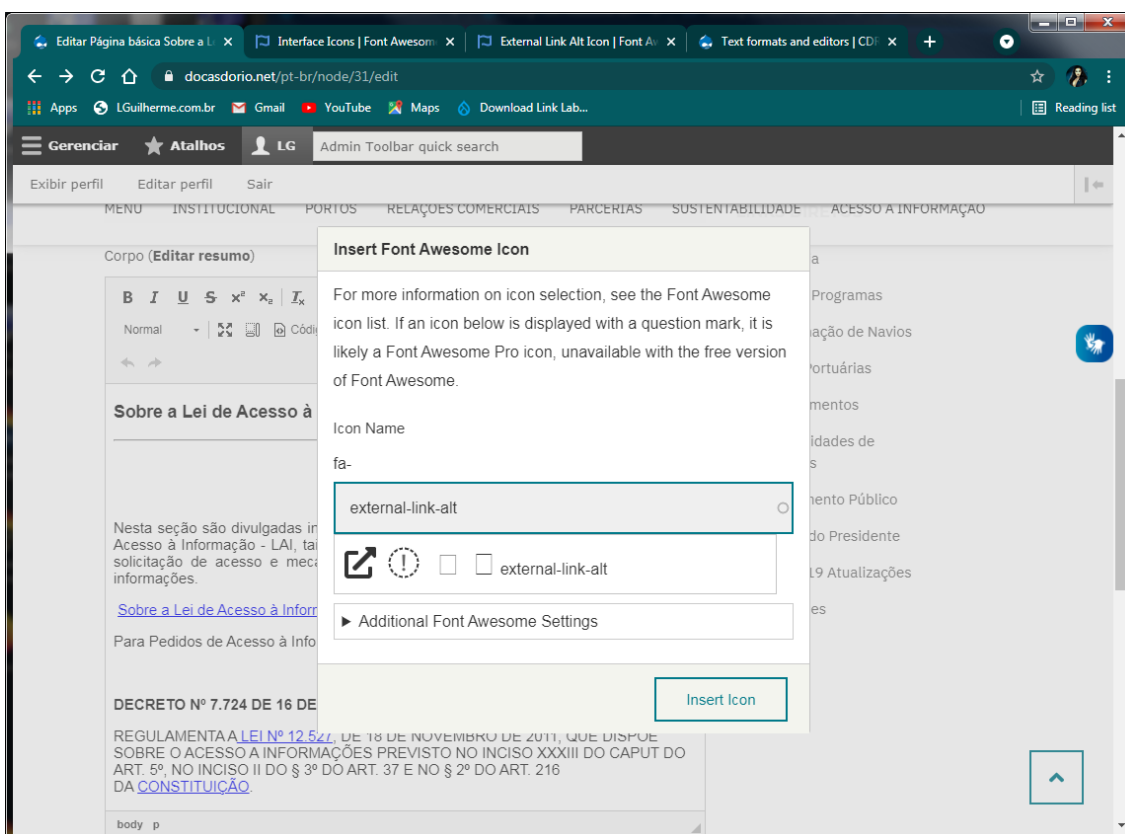 Editar Página básica Sobre a L
Interface Icons | Font Awesom
External Link Alt Icon | Font Av
Text formats and editors | CDR
docasdorio.net/pt-br/node/31/edit
Apps LGuilherme.com.br Gmail YouTube Maps Download Link Lab... Reading list
Gerenciar Atalhos LG Admin Toolbar quick search
Exibir perfil Editar perfil Sair
MENU INSTITUCIONAL PORTOS RELAÇÕES COMERCIAIS PARCERIAS SUSTENTABILIDADE ACESSO À INFORMAÇÃO
Corpo (Editar resumo)
B I U S x² x₂ Ix
Normal Códi
Sobre a Lei de Acesso à
Nesta seção são divulgadas in
Acesso à Informação - LAI, tai
solicitação de acesso e meca
informações.
Sobre a Lei de Acesso à Infor
Para Pedidos de Acesso à Info
DECRETO Nº 7.724 DE 16 DE
REGULAMENTA A LEI Nº 12.527, DE 18 DE NOVEMBRO DE 2011, QUE DISPÕE
SOBRE O ACESSO A INFORMAÇÕES PREVISTO NO INCISO XXXIII DO CAPUT DO
ART. 5º, NO INCISO II DO § 3º DO ART. 37 E NO § 2º DO ART. 216
DA CONSTITUIÇÃO.
body p
Insert Font Awesome Icon
For more information on icon selection, see the Font Awesome
icon list. If an icon below is displayed with a question mark, it is
likely a Font Awesome Pro icon, unavailable with the free version
of Font Awesome.
Icon Name
fa-
external-link-alt
external-link-alt
Additional Font Awesome Settings
Insert Icon
a
Programas
ação de Navios
ortuárias
mentos
idades de
s
ento Público
do Presidente
19 Atualizações
es